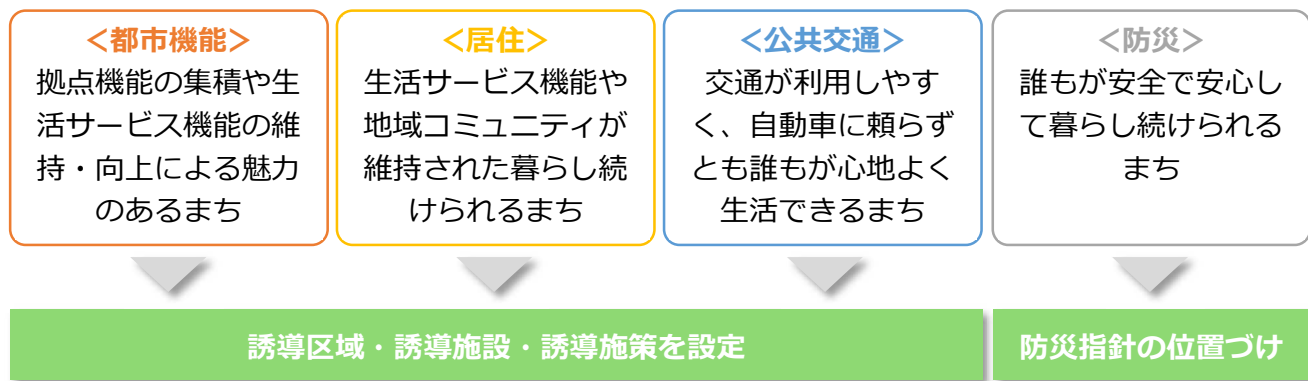 ＜都市機能＞
拠点機能の集積や生
活サービス機能の維
持・向上による魅力
のあるまち
＜居住＞
生活サービス機能や
地域コミュニティが
維持された暮らし続
けられるまち
＜公共交通＞
交通が利用しやす
く、自動車に頼らず
とも誰もが心地よく
生活できるまち
＜防災＞
誰もが安全で安心し
て暮らし続けられる
まち
誘導区域・誘導施設・誘導施策を設定
防災指針の位置づけ